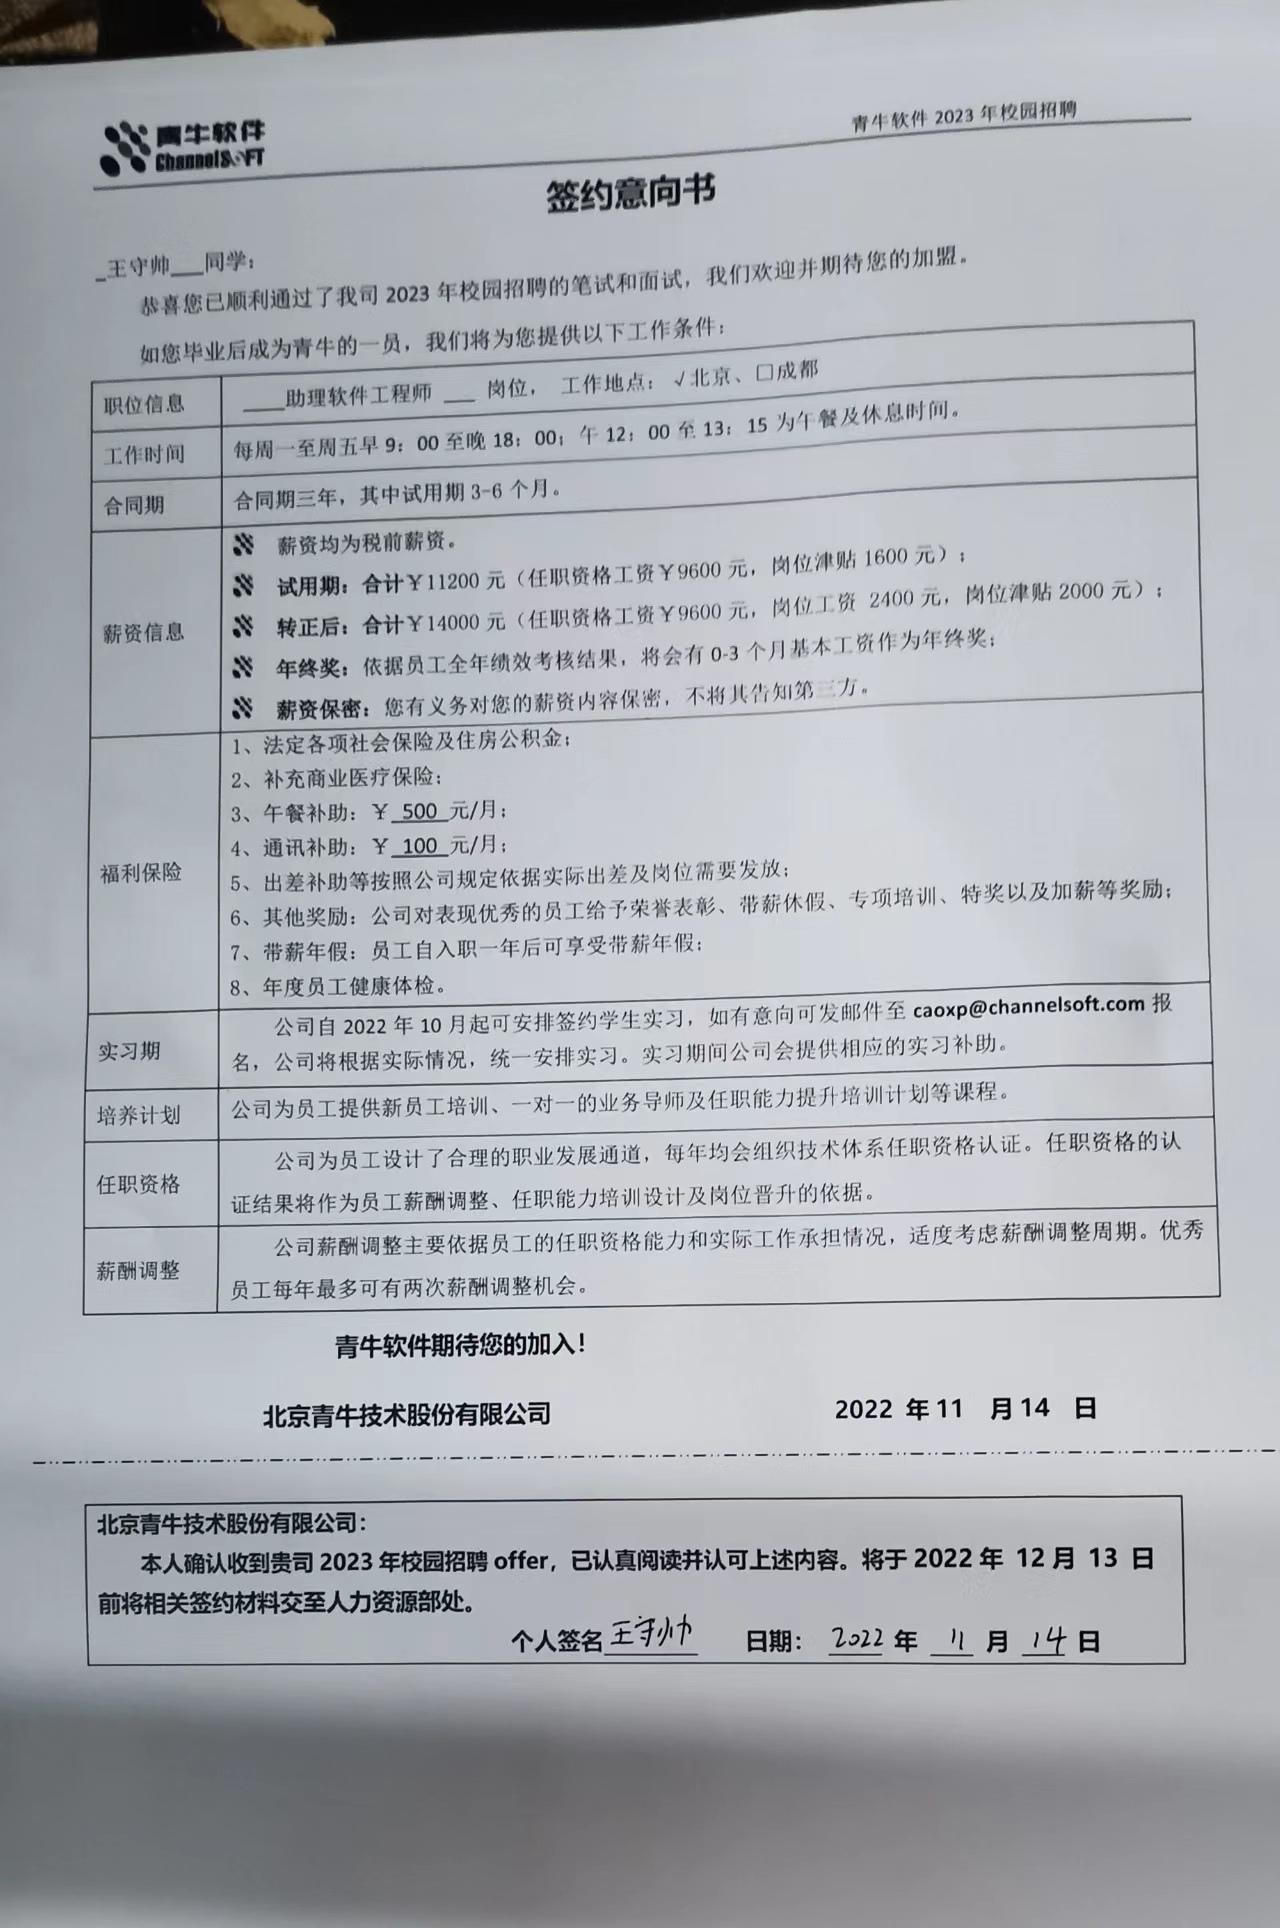 青牛软件
ChannelSOFT
青牛软件 2023 年校园招聘
签约意向书
_王守帅___同学：
恭喜您已顺利通过了我司 2023 年校园招聘的笔试和面试，我们欢迎并期待您的加盟。
如您毕业后成为青牛的一员，我们将为您提供以下工作条件：
职位信息
____助理软件工程师 ___ 岗位， 工作地点：√北京、☐成都
工作时间
每周一至周五早 9：00 至晚 18：00；午 12：00 至 13：15 为午餐及休息时间。
合同期
合同期三年，其中试用期 3-6 个月。
薪资信息
薪资均为税前薪资。
试用期：合计￥11200 元（任职资格工资￥9600 元，岗位津贴 1600 元）；
转正后：合计￥14000 元（任职资格工资￥9600 元，岗位工资 2400 元，岗位津贴 2000 元）；
年终奖：依据员工全年绩效考核结果，将会有 0-3 个月基本工资作为年终奖；
薪资保密：您有义务对您的薪资内容保密，不将其告知第三方。
福利保险
1、法定各项社会保险及住房公积金；
2、补充商业医疗保险；
3、午餐补助：￥ 500 元/月；
4、通讯补助：￥ 100 元/月；
5、出差补助等按照公司规定依据实际出差及岗位需要发放；
6、其他奖励：公司对表现优秀的员工给予荣誉表彰、带薪休假、专项培训、特奖以及加薪等奖励；
7、带薪年假：员工自入职一年后可享受带薪年假；
8、年度员工健康体检。
实习期
公司自 2022 年 10 月起可安排签约学生实习，如有意向可发邮件至 caoxp@channelsoft.com 报
名，公司将根据实际情况，统一安排实习。实习期间公司会提供相应的实习补助。
培养计划
公司为员工提供新员工培训、一对一的业务导师及任职能力提升培训计划等课程。
任职资格
公司为员工设计了合理的职业发展通道，每年均会组织技术体系任职资格认证。任职资格的认
证结果将作为员工薪酬调整、任职能力培训设计及岗位晋升的依据。
薪酬调整
公司薪酬调整主要依据员工的任职资格能力和实际工作承担情况，适度考虑薪酬调整周期。优秀
员工每年最多可有两次薪酬调整机会。
青牛软件期待您的加入！
北京青牛技术股份有限公司
2022 年 11 月 14 日
北京青牛技术股份有限公司：
本人确认收到贵司 2023 年校园招聘 offer，已认真阅读并认可上述内容。将于 2022 年 12 月 13 日
前将相关签约材料交至人力资源部处。
个人签名 王守帅 日期： 2022 年 11 月 14 日